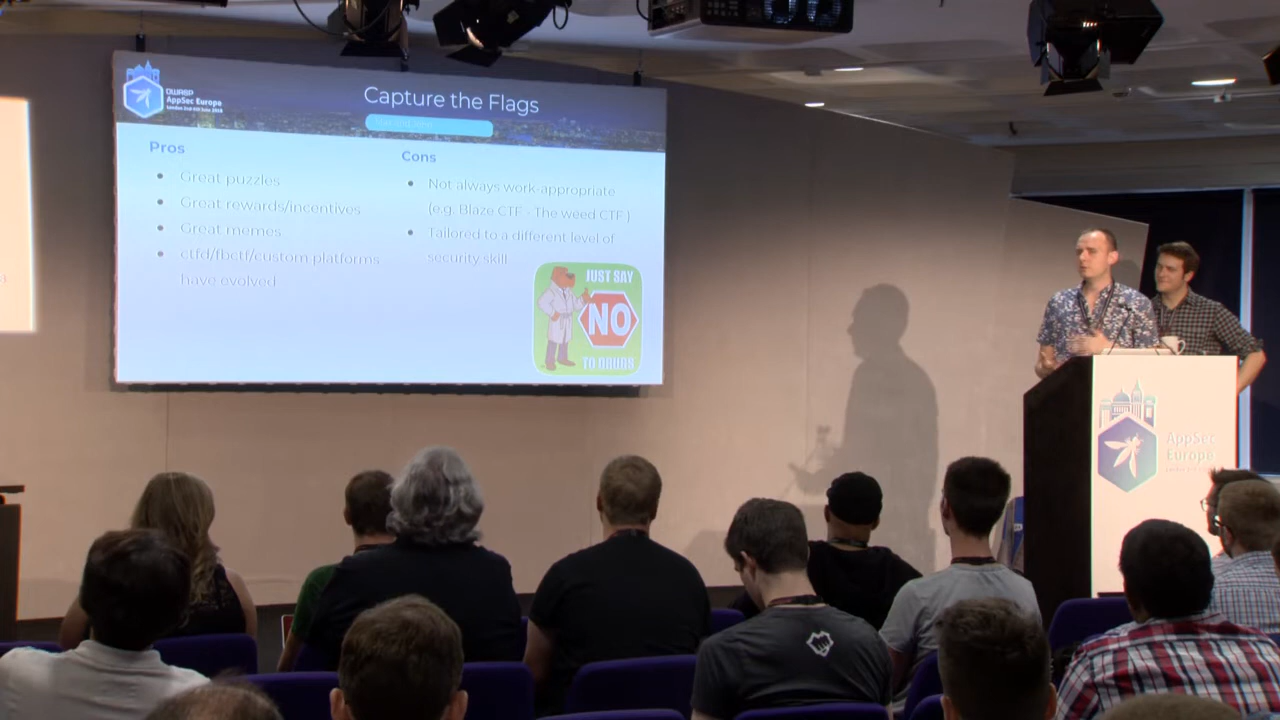 OWASP
AppSec Europe
Capture the Flags
Pros
Great puzzles
Great rewards/incentives
Great memes
ctfd/fbctf/custom platforms
have evolved
Cons
Not always work-appropriate
(e.g. Blaze CTF - The weed CTF )
Tailored to a different level of
security skill
JUST SAY
NO
TO DRUGS
AppSec
Europe